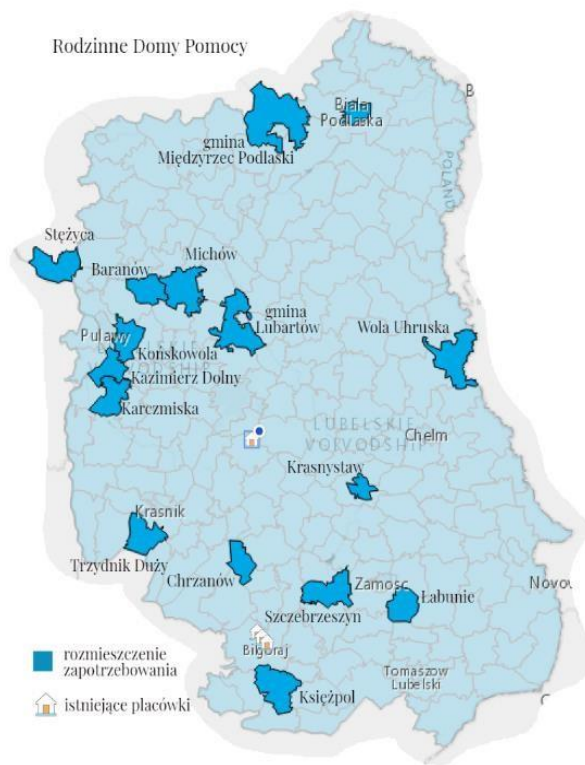 Rodzinne Domy Pomocy
B
Biała
Podlaska
gmina
Międzyrzec Podlaski
POLAND
Stężyca
Michów
Baranów
gmina
Lubartów
Wola Uhruska
Puławy
Końskowola
Kazimierz Dolny
Karczmiska
LUBELSKIE
VOIVODSHIP
Chełm
Krasnystaw
Kraśnik
Trzydnik Duży
Chrzanów
Zamość
Łabunie
Szczebrzeszyn
Biłgoraj
Tomaszów
Lubelski
Księżpol
rozmieszczenie
zapotrzebowania
istniejące placówki